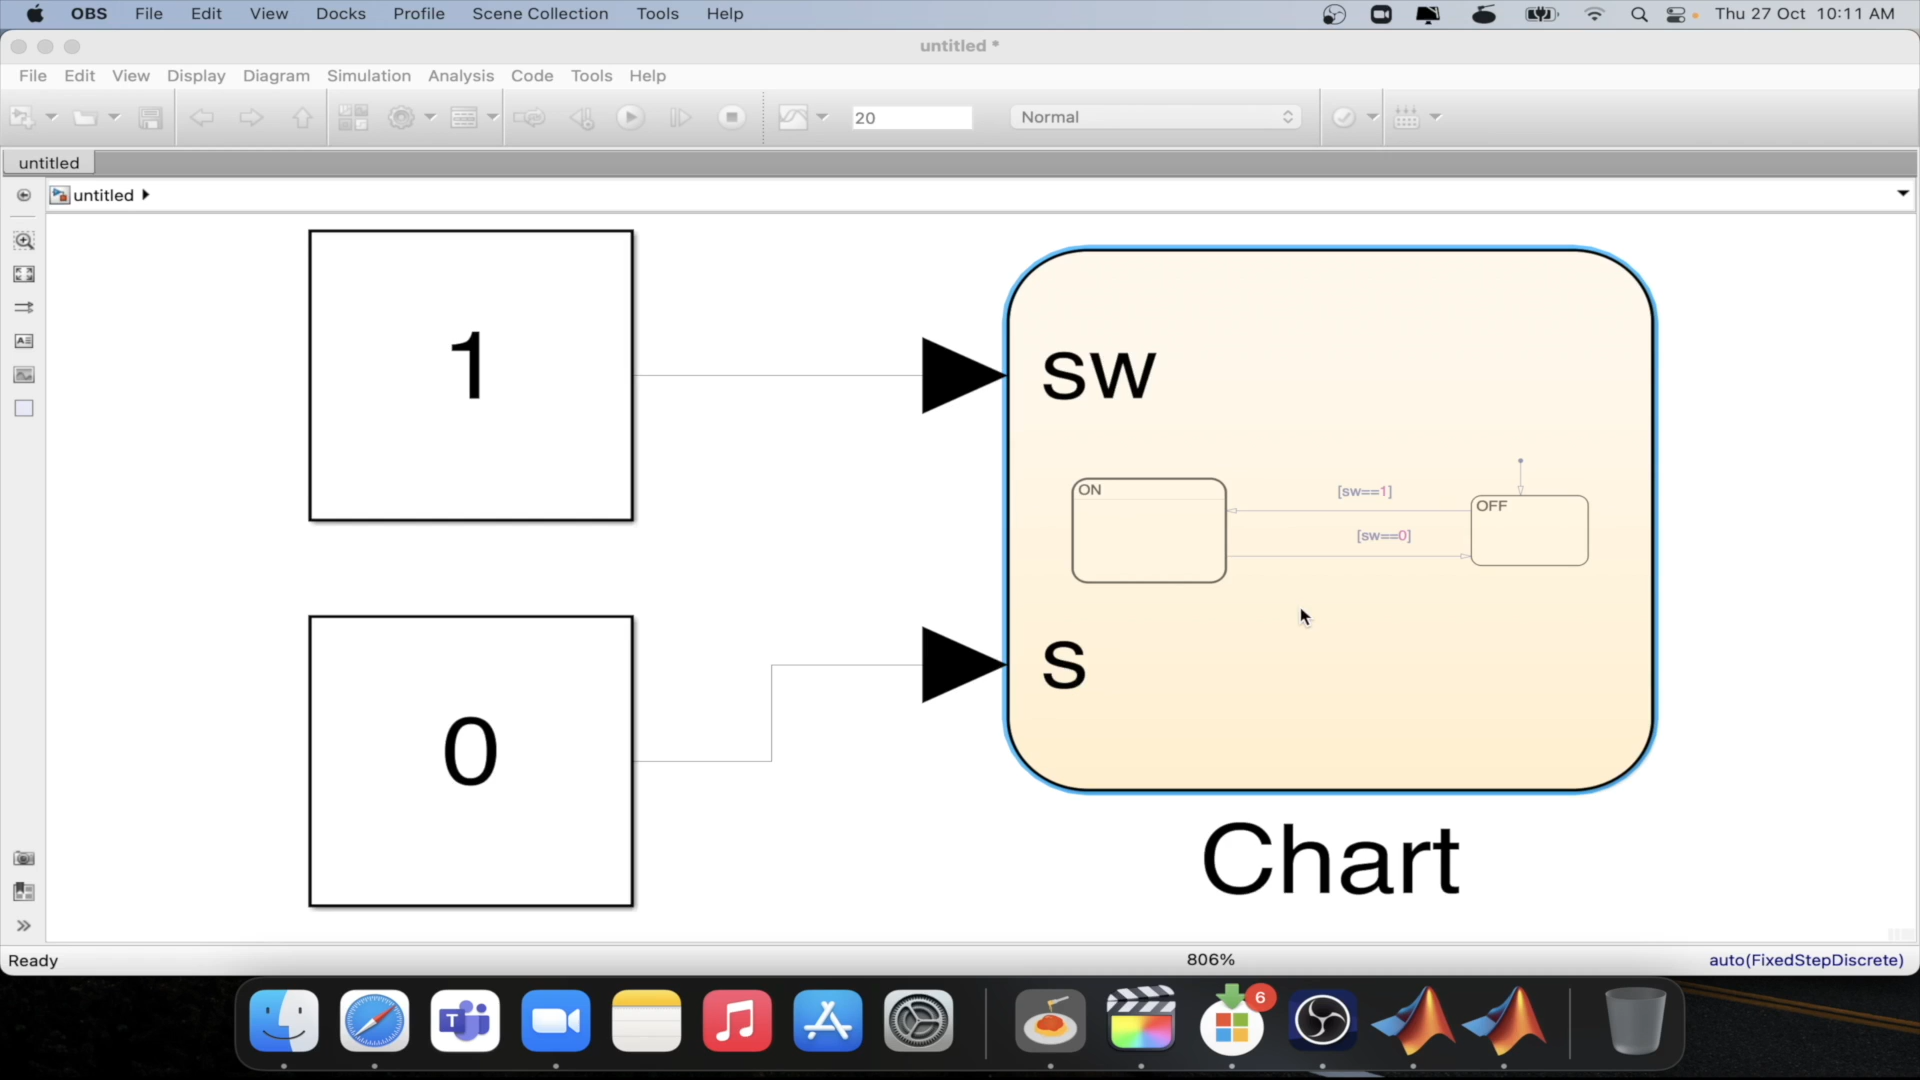 OBS File Edit View Docks Profile Scene Collection Tools Help Thu 27 Oct 10:11 AM
untitled *
File Edit View Display Diagram Simulation Analysis Code Tools Help
20 Normal
untitled
untitled
1
sw
ON
[sw==1]
OFF
[sw==0]
0
s
Chart
Ready 806% auto(FixedStepDiscrete)
6
T